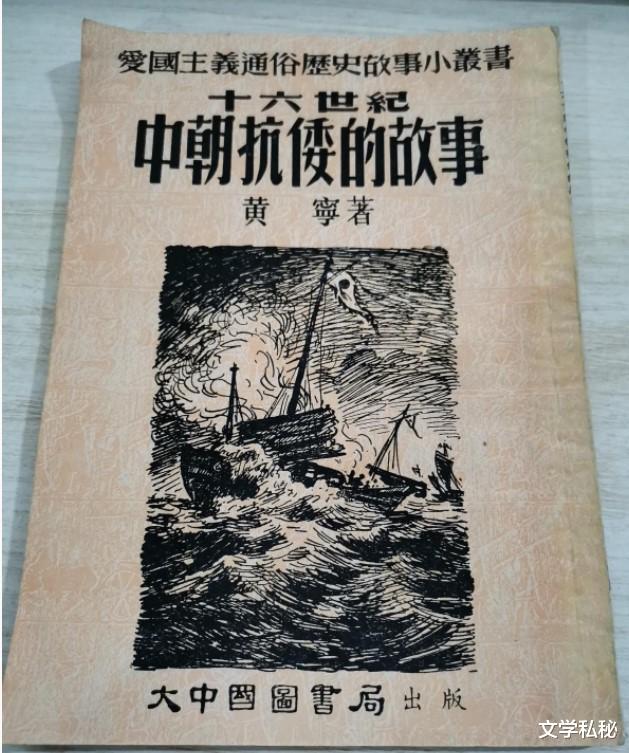 愛國主義通俗歷史故事小叢書
十六世紀
中朝抗倭的故事
黄 寧著
大中國圖書局 出版
文学私秘